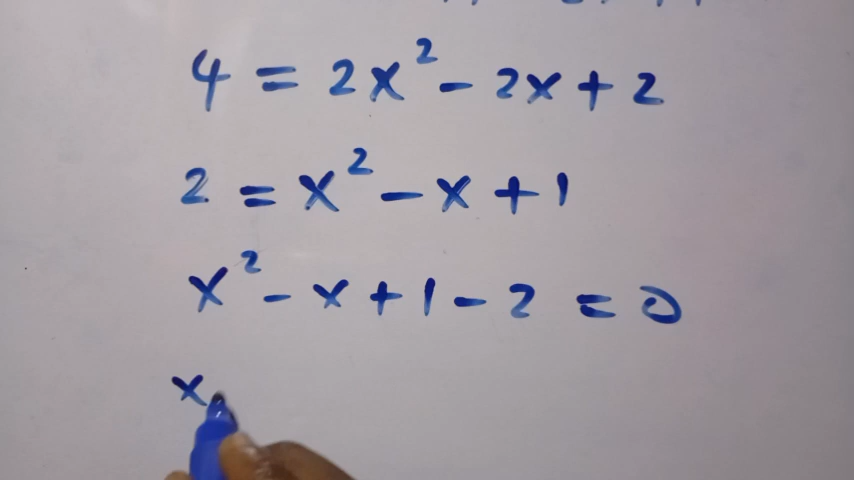 4 = 2x² - 2x + 2
2 = x² - x + 1
x² - x + 1 - 2 = 0
x